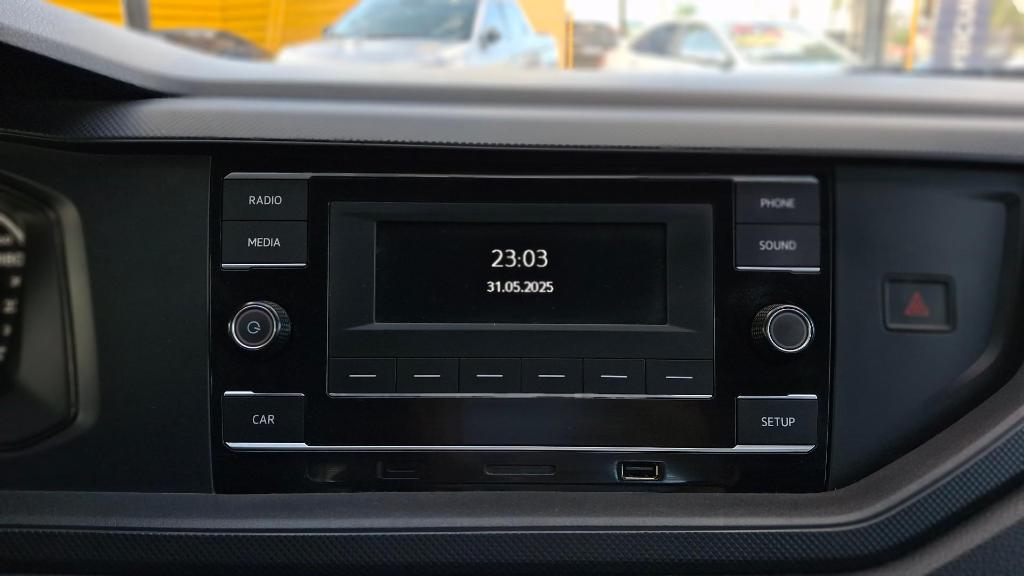 RADIO
PHONE
MEDIA
SOUND
23:03
31.05.2025
CAR
SETUP